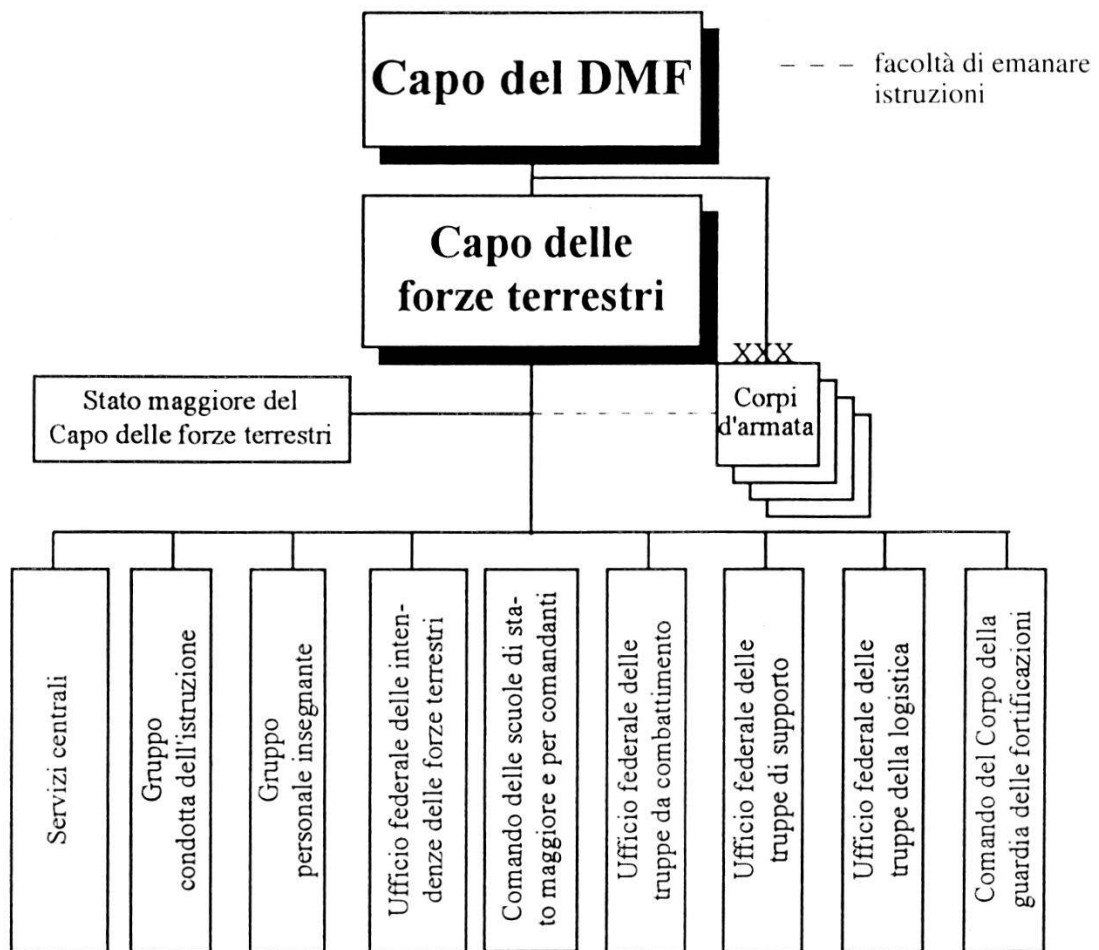 Capo del DMF
facoltà di emanare
istruzioni
Capo delle
forze terrestri
XXX
Corpi
d'armata
Stato maggiore del
Capo delle forze terrestri
Servizi centrali
Gruppo
condotta dell'istruzione
Gruppo
personale insegnante
Ufficio federale delle inten-
denze delle forze terrestri
Comando delle scuole di sta-
to maggiore e per comandanti
Ufficio federale delle
truppe da combattimento
Ufficio federale delle
truppe di supporto
Ufficio federale delle
truppe della logistica
Comando del Corpo della
guardia delle fortificazioni